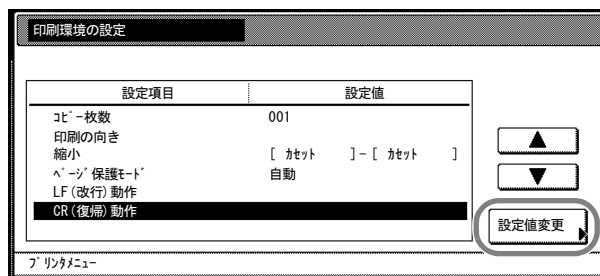 印刷環境の設定
設定項目 設定値
ｺﾋﾟｰ枚数 001
印刷の向き
縮小 [ ｶｾｯﾄ ]-[ ｶｾｯﾄ ]
ﾍﾟｰｼﾞ保護ﾓｰﾄﾞ 自動
LF(改行)動作
CR(復帰)動作
設定値変更
ﾌﾟﾘﾝﾀﾒﾆｭｰ